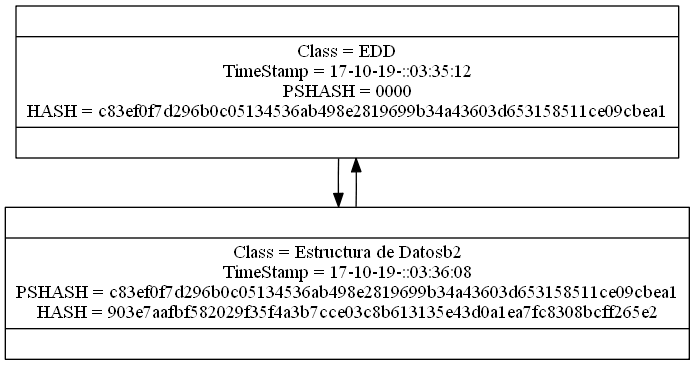 Class = EDD
TimeStamp = 17-10-19-::03:35:12
PSHASH = 0000
HASH = c83ef0f7d296b0c05134536ab498e2819699b34a43603d653158511ce09cbea1
Class = Estructura de Datosb2
TimeStamp = 17-10-19-::03:36:08
PSHASH = c83ef0f7d296b0c05134536ab498e2819699b34a43603d653158511ce09cbea1
HASH = 903e7aafbf582029f35f4a3b7cce03c8b613135e43d0a1ea7fc8308bcff265e2